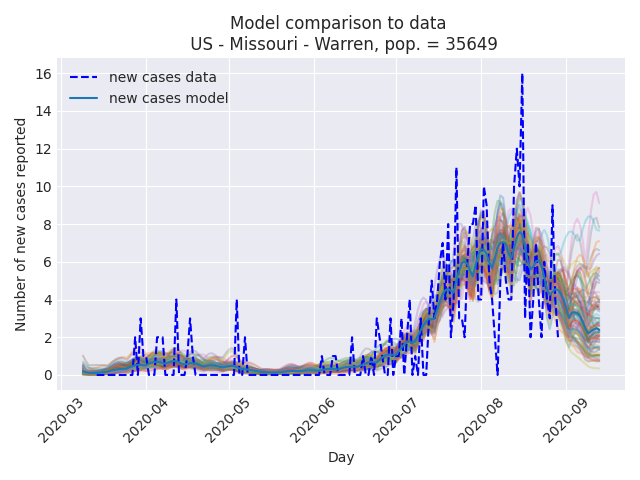 Model comparison to data
US - Missouri - Warren, pop. = 35649
new cases data
new cases model
Number of new cases reported
16
14
12
10
8
6
4
2
0
2020-03
2020-04
2020-05
2020-06
2020-07
2020-08
2020-09
Day